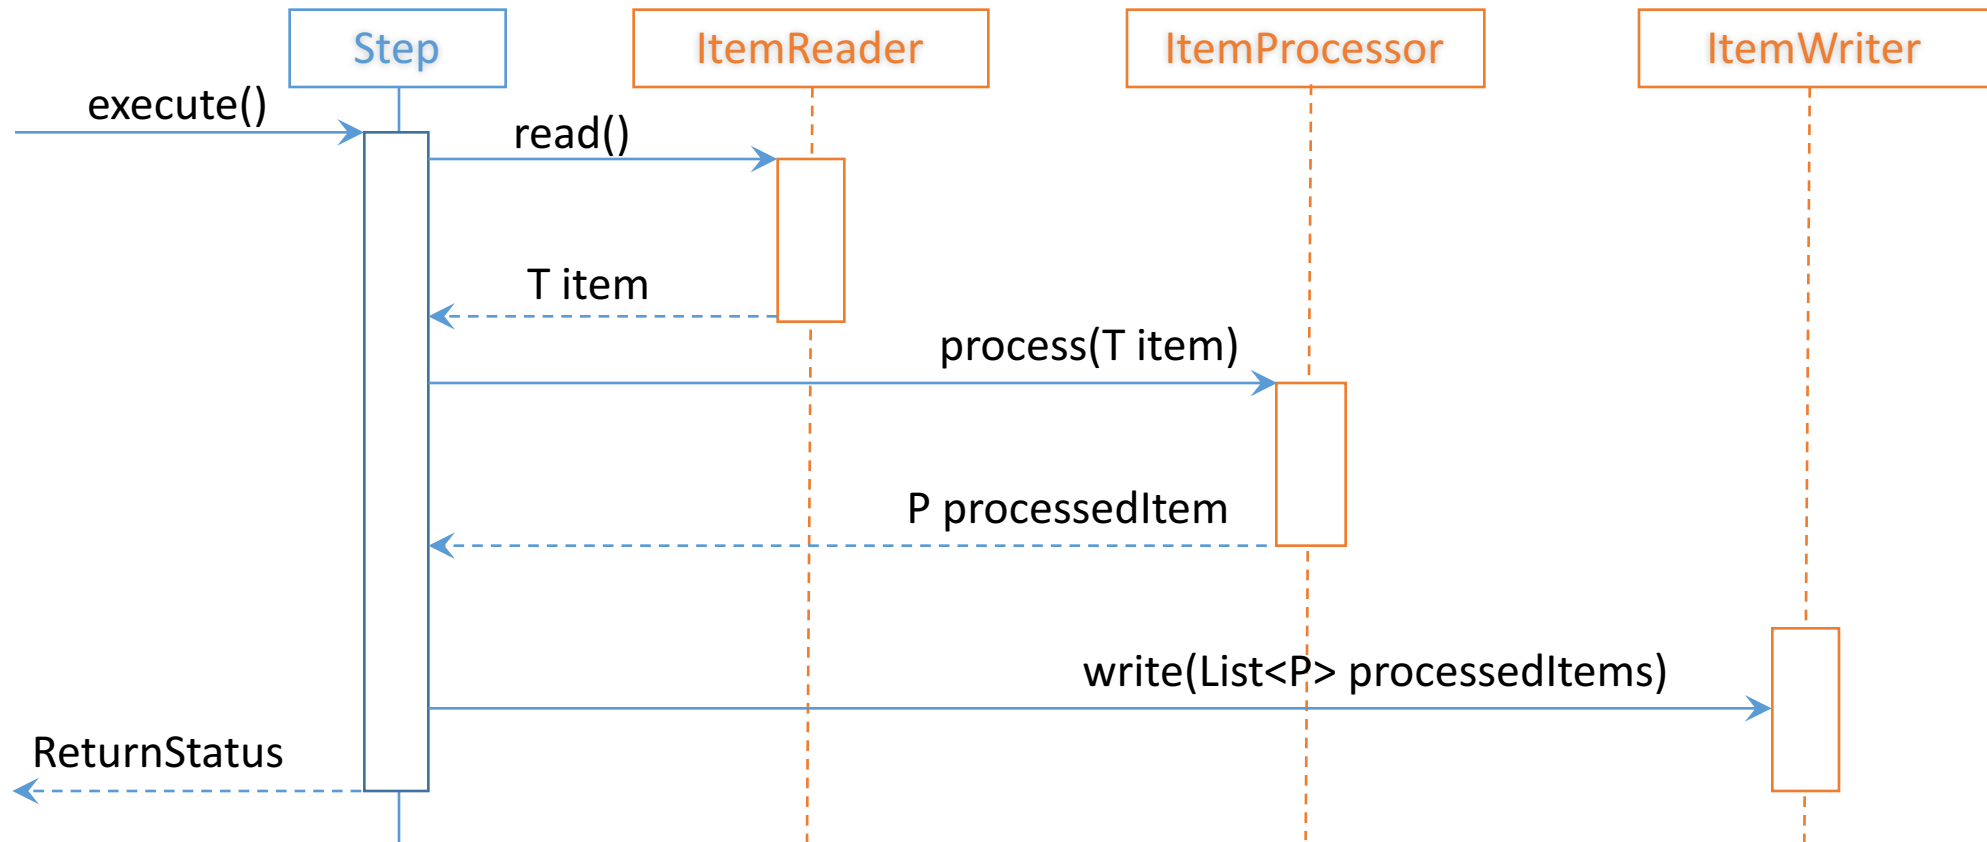 Step
ItemReader
ItemProcessor
ItemWriter
execute()
read()
T item
process(T item)
P processedItem
write(List<P> processedItems)
ReturnStatus